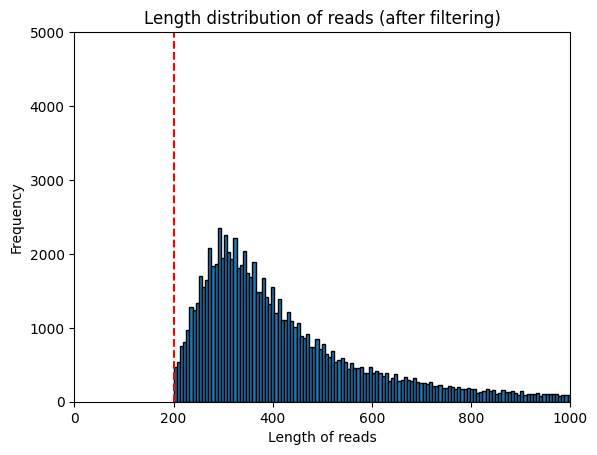 Length distribution of reads (after filtering)
5000
4000
3000
2000
1000
0
Frequency
0 200 400 600 800 1000
Length of reads